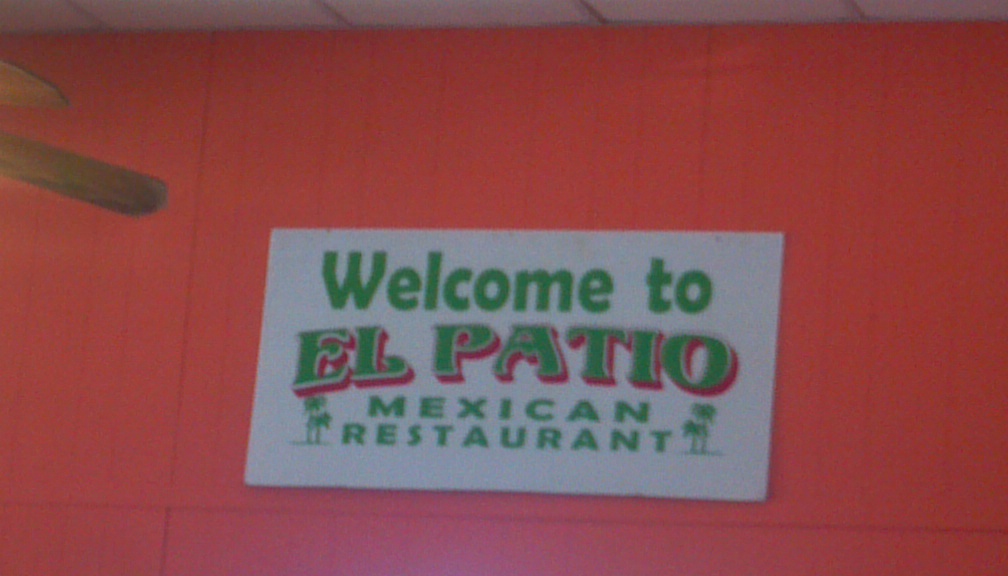 Welcome to
EL PATIO
MEXICAN
RESTAURANT